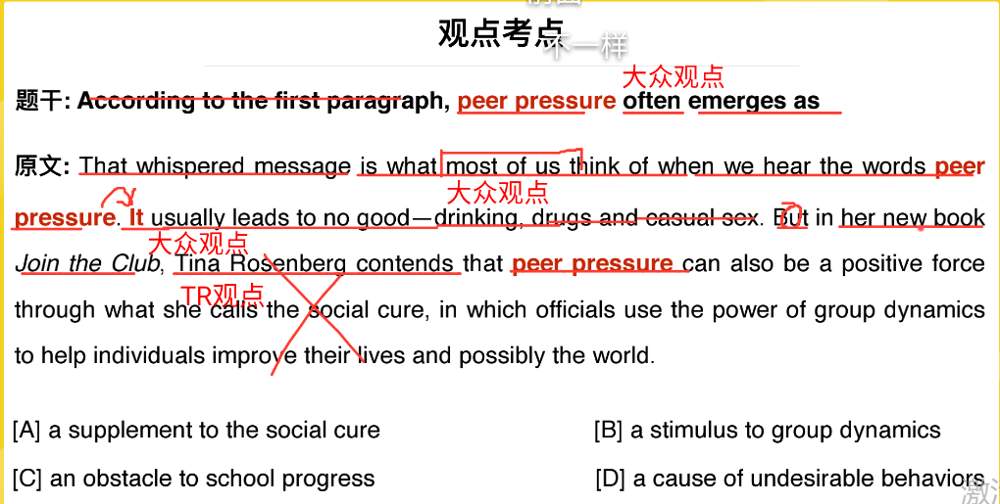 观点考点
不一样
大众观点
题干: According to the first paragraph, peer pressure often emerges as
原文: That whispered message is what most of us think of when we hear the words peer
大众观点
pressure. It usually leads to no good—drinking, drugs and casual sex. But in her new book
大众观点
Join the Club, Tina Rosenberg contends that peer pressure can also be a positive force
TR观点
through what she calls the social cure, in which officials use the power of group dynamics
to help individuals improve their lives and possibly the world.
[A] a supplement to the social cure
[B] a stimulus to group dynamics
[C] an obstacle to school progress
[D] a cause of undesirable behaviors